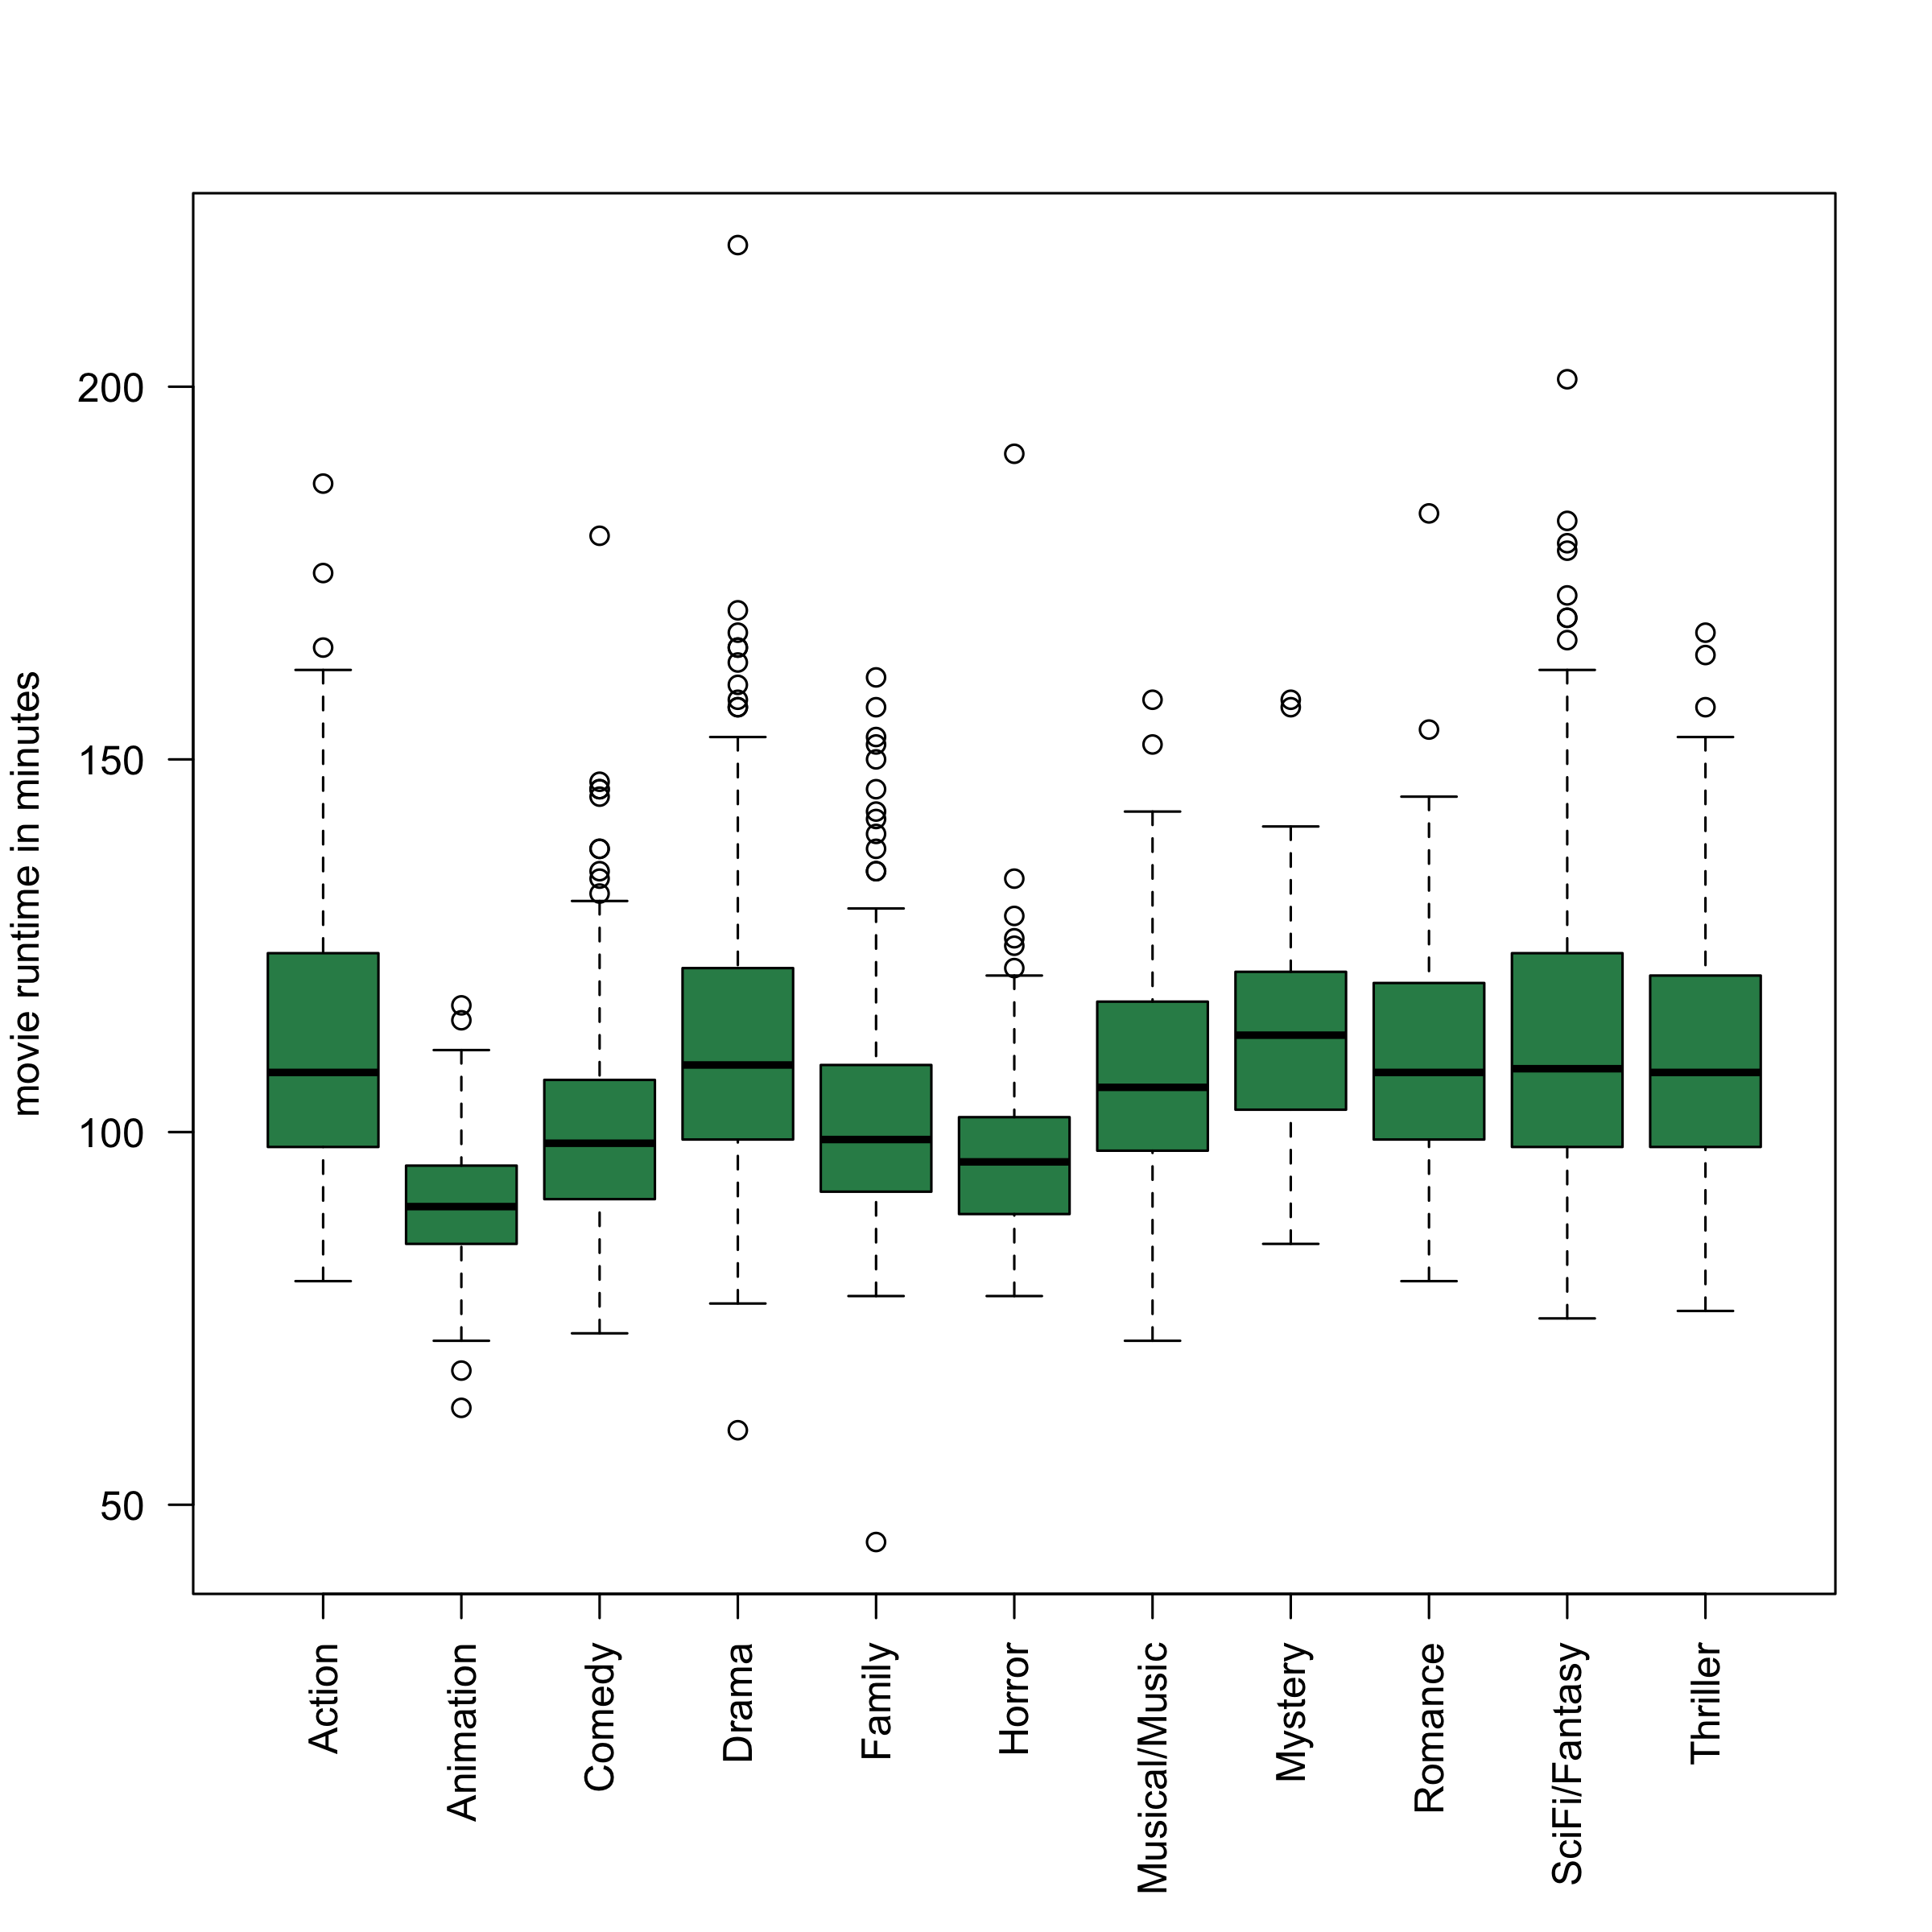 movie runtime in minutes
200
150
100
50
Action
Animation
Comedy
Drama
Family
Horror
Musical/Music
Mystery
Romance
SciFi/Fantasy
Thriller